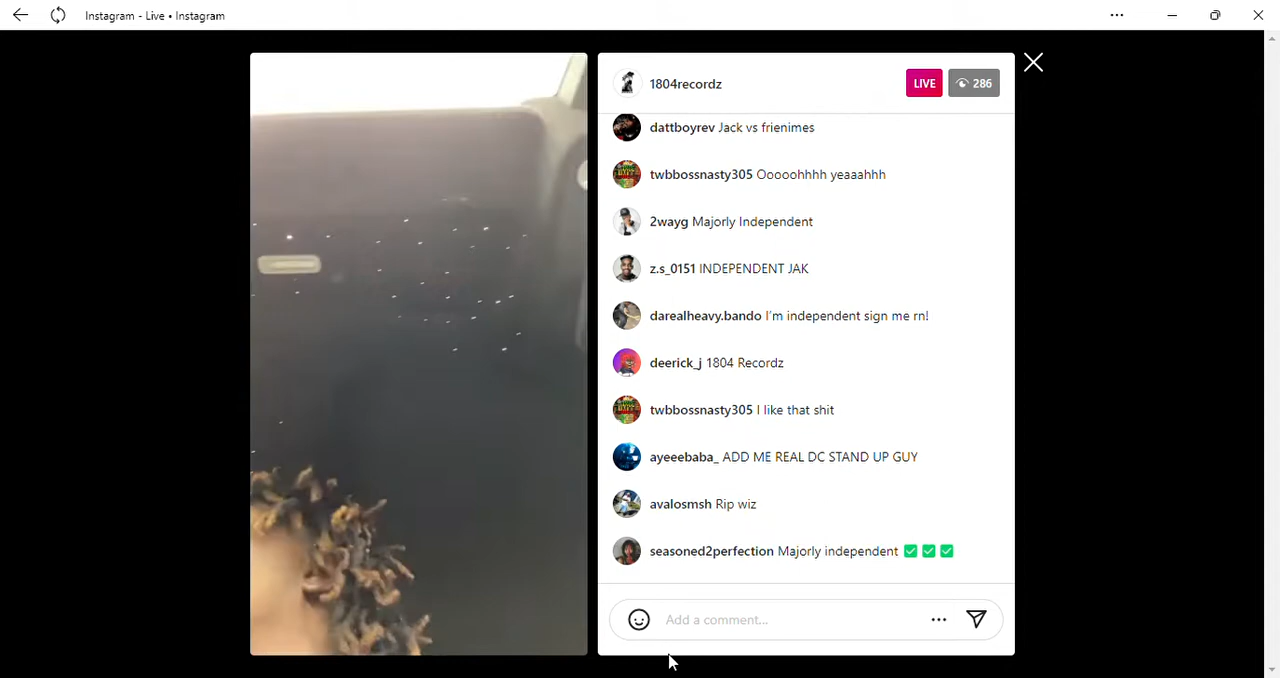 Instagram - Live • Instagram
1804recordz
LIVE
286
dattboyrev Jack vs frienimes
twbbossnasty305 Ooooohhhh yeaaahhh
2wayg Majorly Independent
z.s_0151 INDEPENDENT JAK
darealheavy.bando I'm independent sign me rn!
deerick_j 1804 Recordz
twbbossnasty305 I like that shit
ayeeebaba_ ADD ME REAL DC STAND UP GUY
avalosmsh Rip wiz
seasoned2perfection Majorly independent ✅ ✅ ✅
Add a comment...